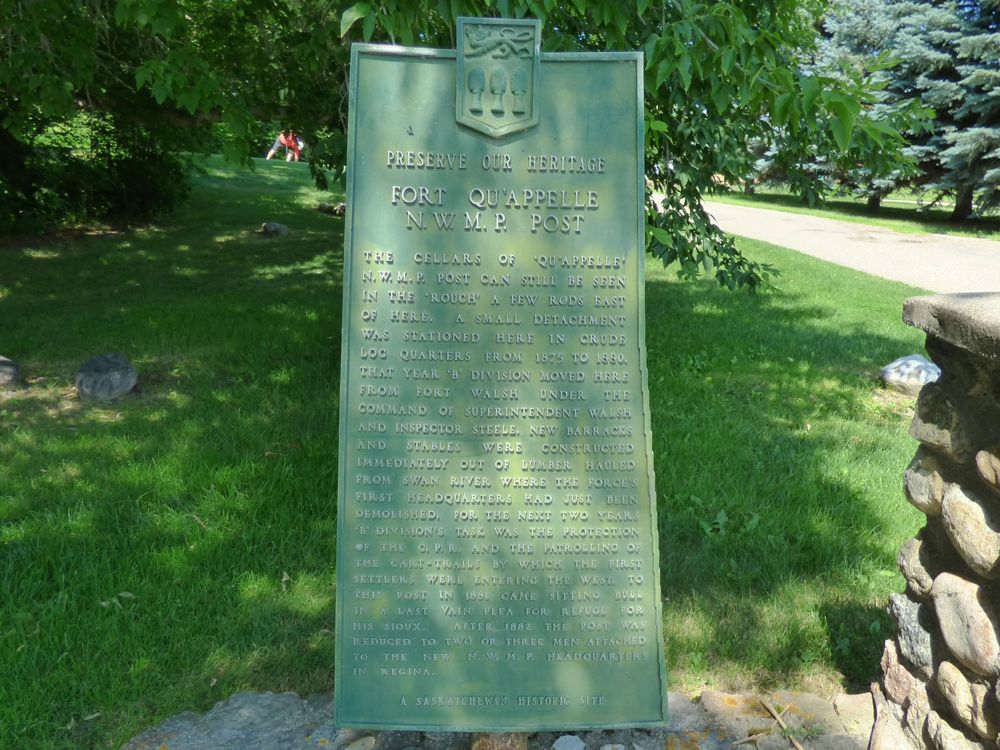 PRESERVE OUR HERITAGE
FORT QU'APPELLE
N.W.M.P. POST
THE CELLARS OF 'QU'APPELLE'
N.W.M.P. POST CAN STILL BE SEEN
IN THE 'ROUGH' A FEW RODS EAST
OF HERE. A SMALL DETACHMENT
WAS STATIONED HERE IN CRUDE
LOG QUARTERS FROM 1875 TO 1880.
THAT YEAR 'B' DIVISION MOVED HERE
FROM FORT WALSH UNDER THE
COMMAND OF SUPERINTENDENT WALSH
AND INSPECTOR STEELE. NEW BARRACKS
AND STABLES WERE CONSTRUCTED
IMMEDIATELY OUT OF LUMBER HAULED
FROM SWAN RIVER WHERE THE FORCE'S
FIRST HEADQUARTERS HAD JUST BEEN
DEMOLISHED. FOR THE NEXT TWO YEARS
'B' DIVISION'S TASK WAS THE PROTECTION
OF THE C.P.R. AND THE PATROLLING OF
THE CART-TRAILS BY WHICH THE FIRST
SETTLERS WERE ENTERING THE WEST. TO
THIS POST IN 1881 CAME SITTING BULL
IN A LAST VAIN PLEA FOR REFUGE FOR
HIS SIOUX. AFTER 1882 THE POST WAS
REDUCED TO TWO OR THREE MEN ATTACHED
TO THE NEW N.W.M.P. HEADQUARTERS
IN REGINA.
A SASKATCHEWAN HISTORIC SITE